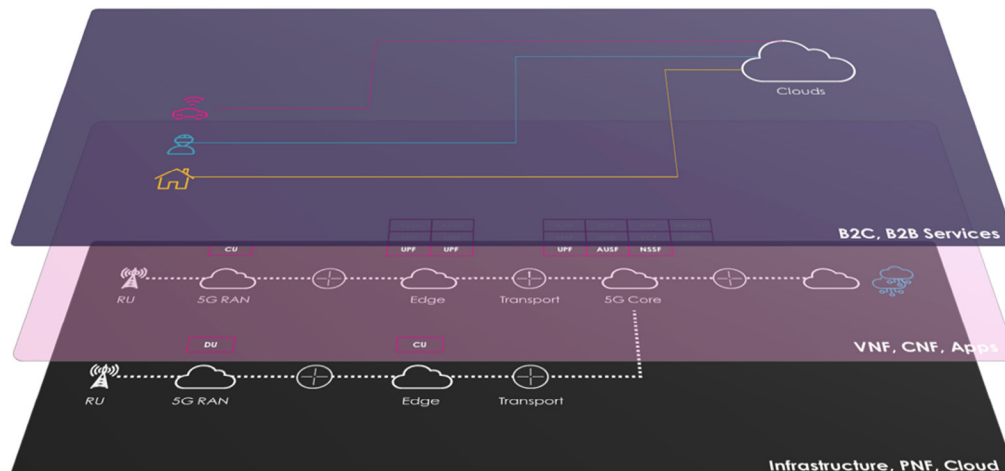 Clouds
B2C, B2B Services
CU
UPF UPF
UPF AUSF NSSF
RU 5G RAN Edge Transport 5G Core
VNF, CNF, Apps
DU CU
RU 5G RAN Edge Transport
Infrastructure, PNF, Cloud